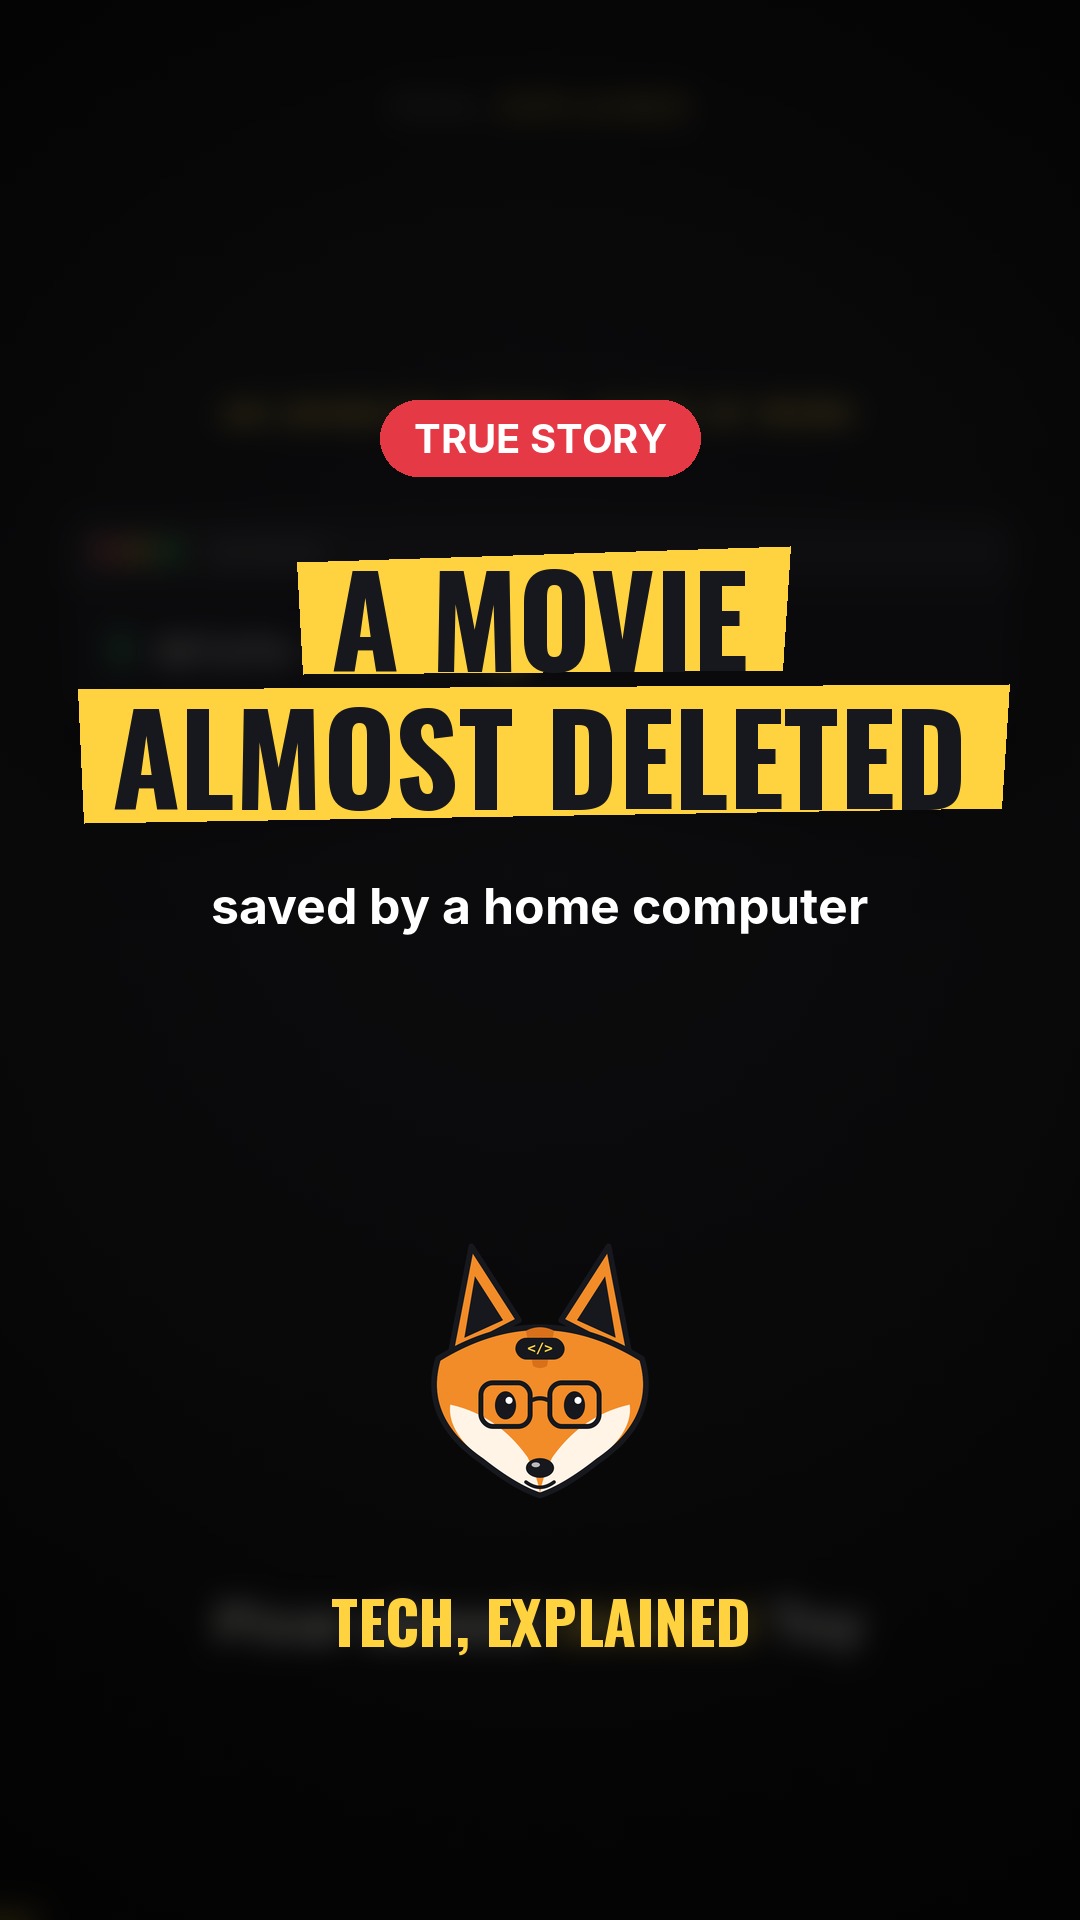 TRUE STORY
A MOVIE
ALMOST DELETED
saved by a home computer
</>
TECH, EXPLAINED